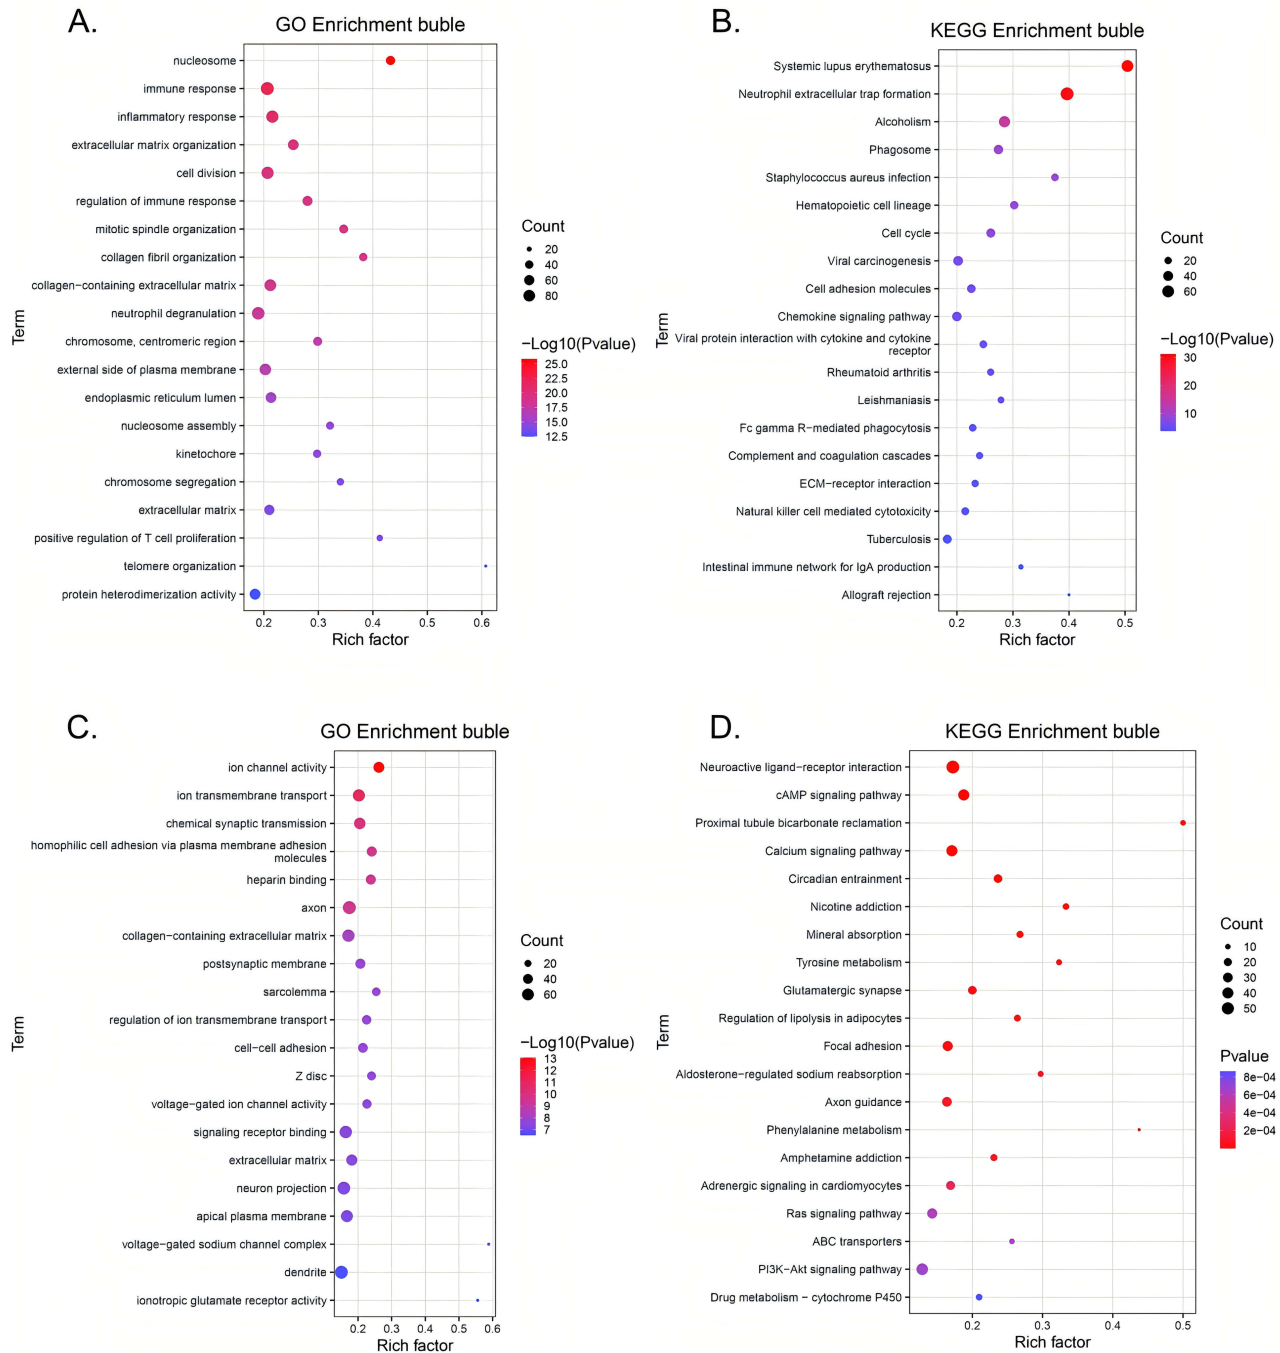 A.
GO Enrichment buble
nucleosome
immune response
inflammatory response
extracellular matrix organization
cell division
regulation of immune response
mitotic spindle organization
collagen fibril organization
collagen−containing extracellular matrix
neutrophil degranulation
chromosome, centromeric region
external side of plasma membrane
endoplasmic reticulum lumen
nucleosome assembly
kinetochore
chromosome segregation
extracellular matrix
positive regulation of T cell proliferation
telomere organization
protein heterodimerization activity
Term
0.2 0.3 0.4 0.5 0.6
Rich factor
Count
20
40
60
80
−Log10(Pvalue)
25.0
22.5
20.0
17.5
15.0
12.5
B.
KEGG Enrichment buble
Systemic lupus erythematosus
Neutrophil extracellular trap formation
Alcoholism
Phagosome
Staphylococcus aureus infection
Hematopoietic cell lineage
Cell cycle
Viral carcinogenesis
Cell adhesion molecules
Chemokine signaling pathway
Viral protein interaction with cytokine and cytokine
receptor
Rheumatoid arthritis
Leishmaniasis
Fc gamma R−mediated phagocytosis
Complement and coagulation cascades
ECM−receptor interaction
Natural killer cell mediated cytotoxicity
Tuberculosis
Intestinal immune network for IgA production
Allograft rejection
Term
0.2 0.3 0.4 0.5
Rich factor
Count
20
40
60
−Log10(Pvalue)
30
20
10
C.
GO Enrichment buble
ion channel activity
ion transmembrane transport
chemical synaptic transmission
homophilic cell adhesion via plasma membrane adhesion
molecules
heparin binding
axon
collagen−containing extracellular matrix
postsynaptic membrane
sarcolemma
regulation of ion transmembrane transport
cell−cell adhesion
Z disc
voltage−gated ion channel activity
signaling receptor binding
extracellular matrix
neuron projection
apical plasma membrane
voltage−gated sodium channel complex
dendrite
ionotropic glutamate receptor activity
Term
0.2 0.3 0.4 0.5 0.6
Rich factor
Count
20
40
60
−Log10(Pvalue)
13
12
11
10
9
8
7
D.
KEGG Enrichment buble
Neuroactive ligand−receptor interaction
cAMP signaling pathway
Proximal tubule bicarbonate reclamation
Calcium signaling pathway
Circadian entrainment
Nicotine addiction
Mineral absorption
Tyrosine metabolism
Glutamatergic synapse
Regulation of lipolysis in adipocytes
Focal adhesion
Aldosterone−regulated sodium reabsorption
Axon guidance
Phenylalanine metabolism
Amphetamine addiction
Adrenergic signaling in cardiomyocytes
Ras signaling pathway
ABC transporters
PI3K−Akt signaling pathway
Drug metabolism − cytochrome P450
Term
0.2 0.3 0.4 0.5
Rich factor
Count
10
20
30
40
50
Pvalue
8e−04
6e−04
4e−04
2e−04